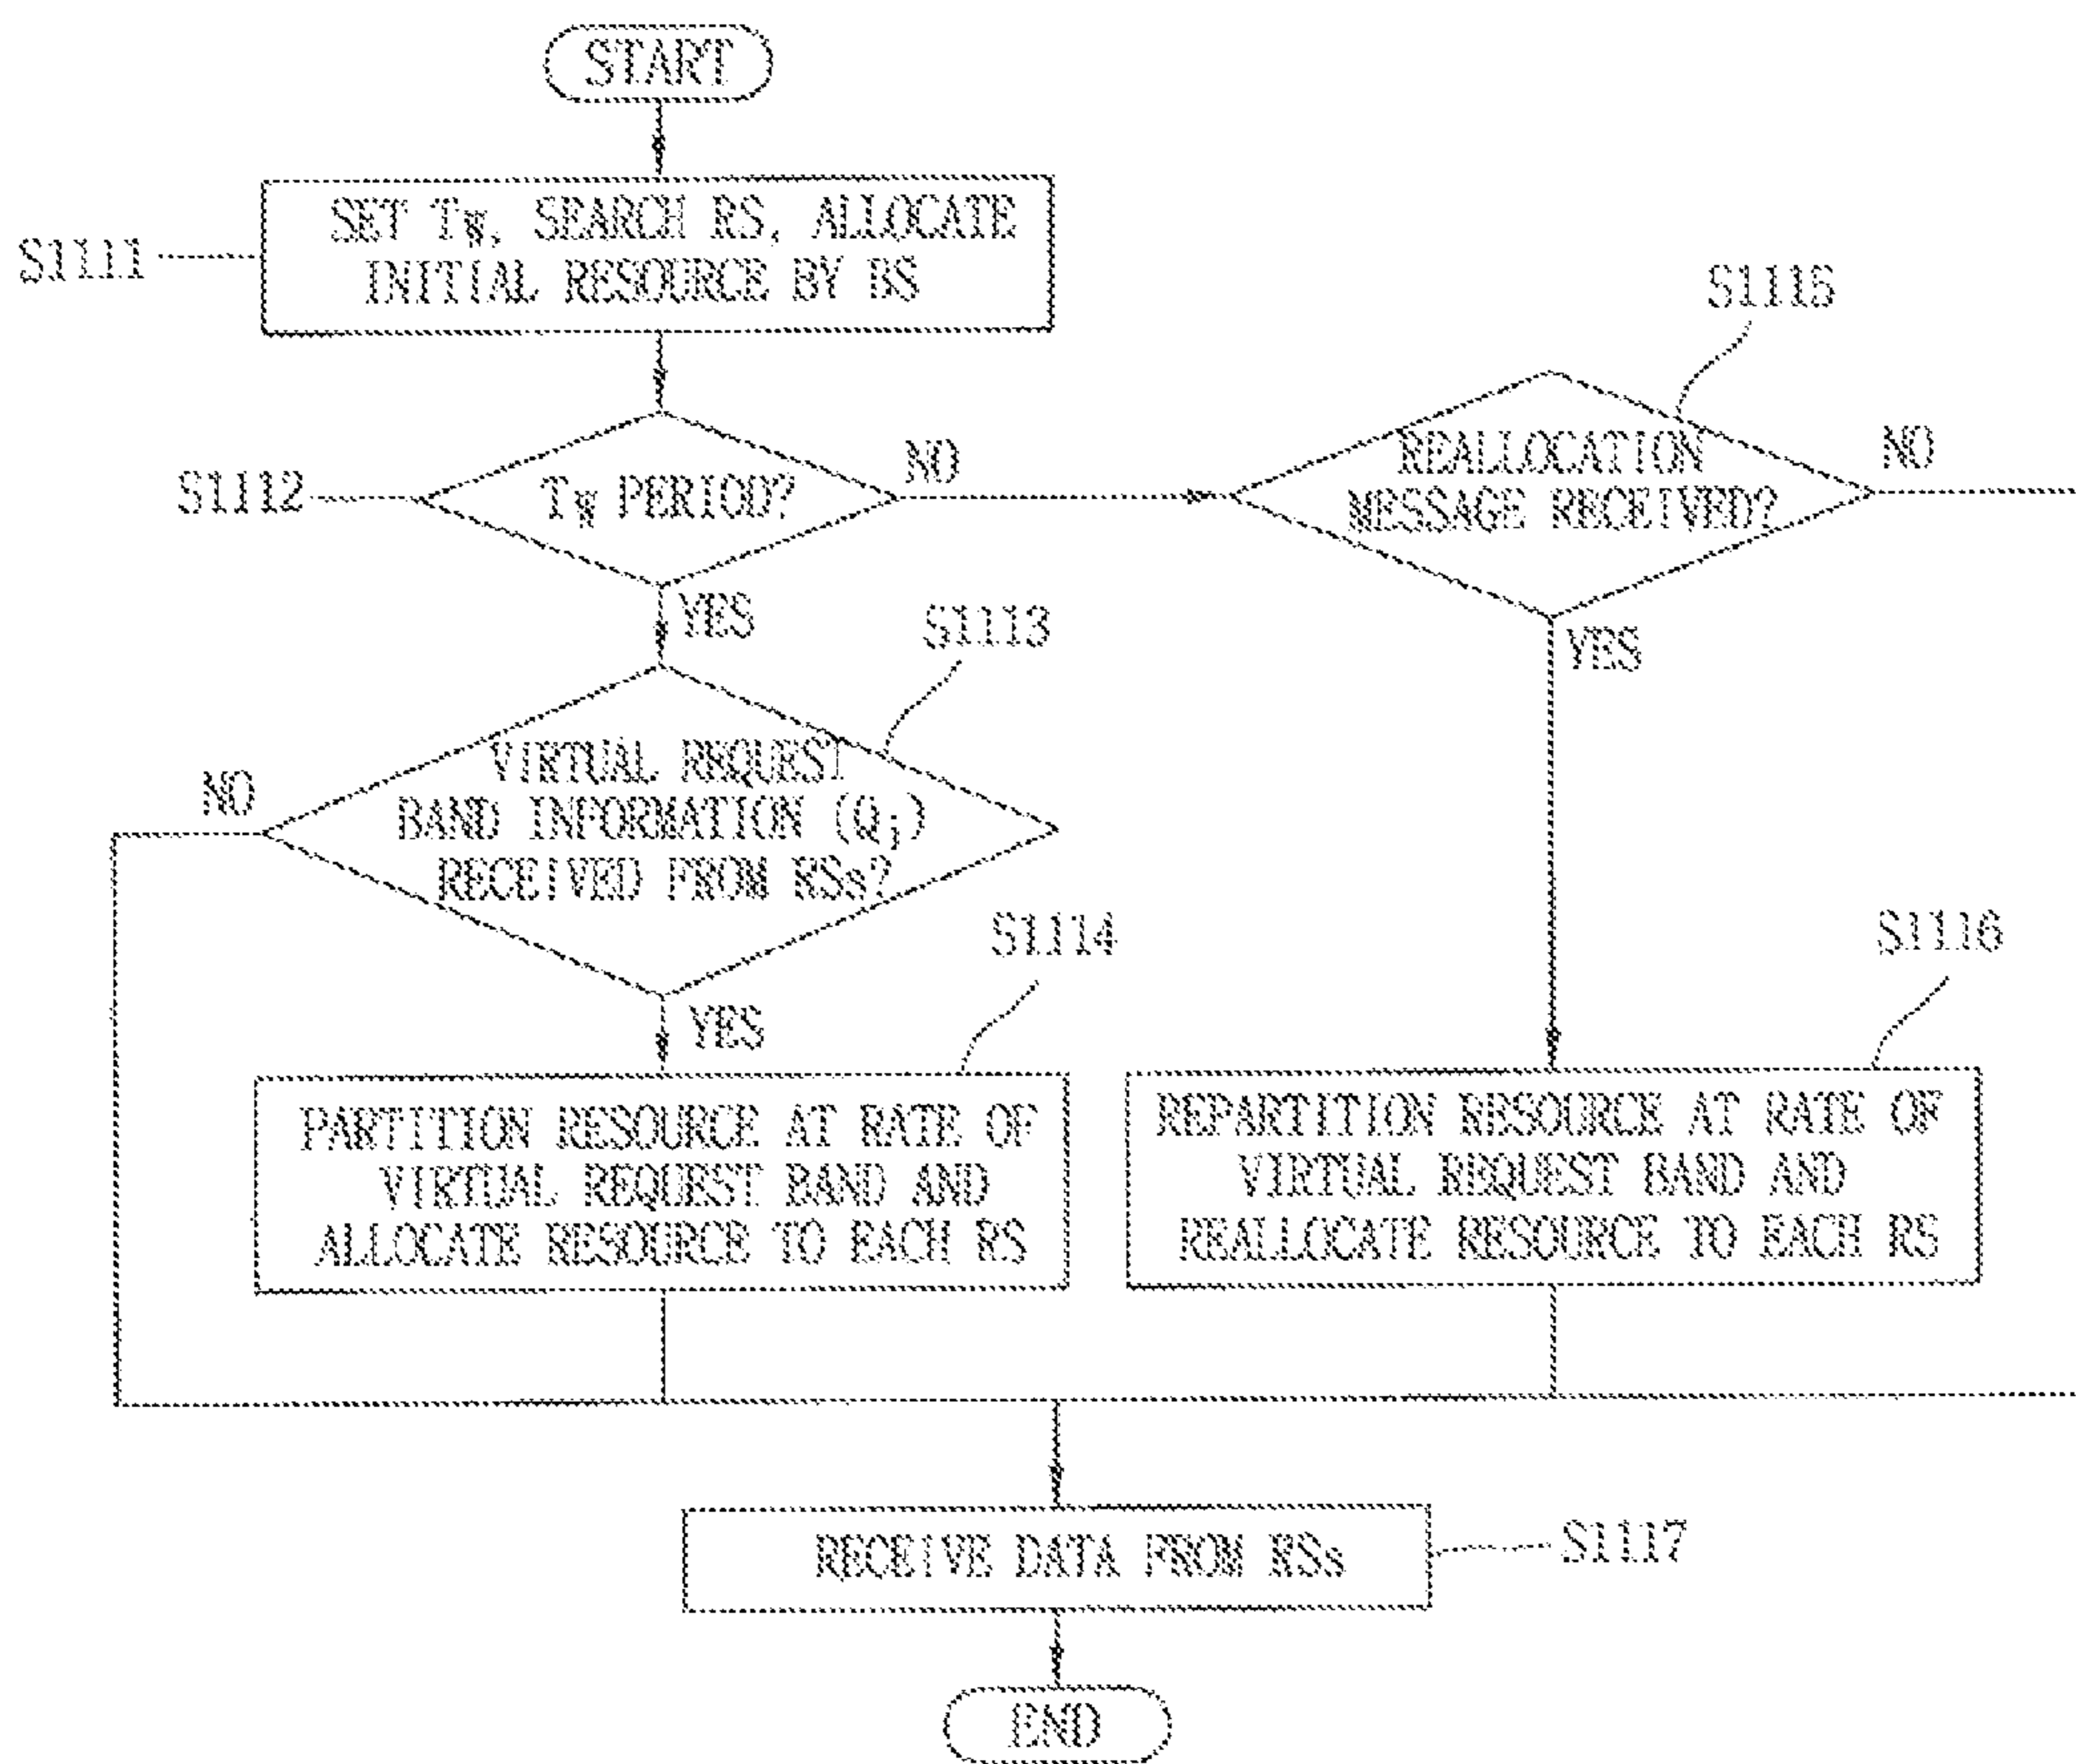 START
SET TW, SEARCH RS, ALLOCATE
INITIAL RESOURCE BY BS
S1111
S1112
TW PERIOD?
NO
YES
S1115
REALLOCATION
MESSAGE RECEIVED?
NO
YES
S1113
VIRTUAL REQUEST
BAND INFORMATION (Qj)
RECEIVED FROM RSs?
NO
YES
S1114
PARTITION RESOURCE AT RATE OF
VIRTUAL REQUEST BAND AND
ALLOCATE RESOURCE TO EACH RS
S1116
REPARTITION RESOURCE AT RATE OF
VIRTUAL REQUEST BAND AND
REALLOCATE RESOURCE TO EACH RS
RECEIVE DATA FROM RSs
S1117
END